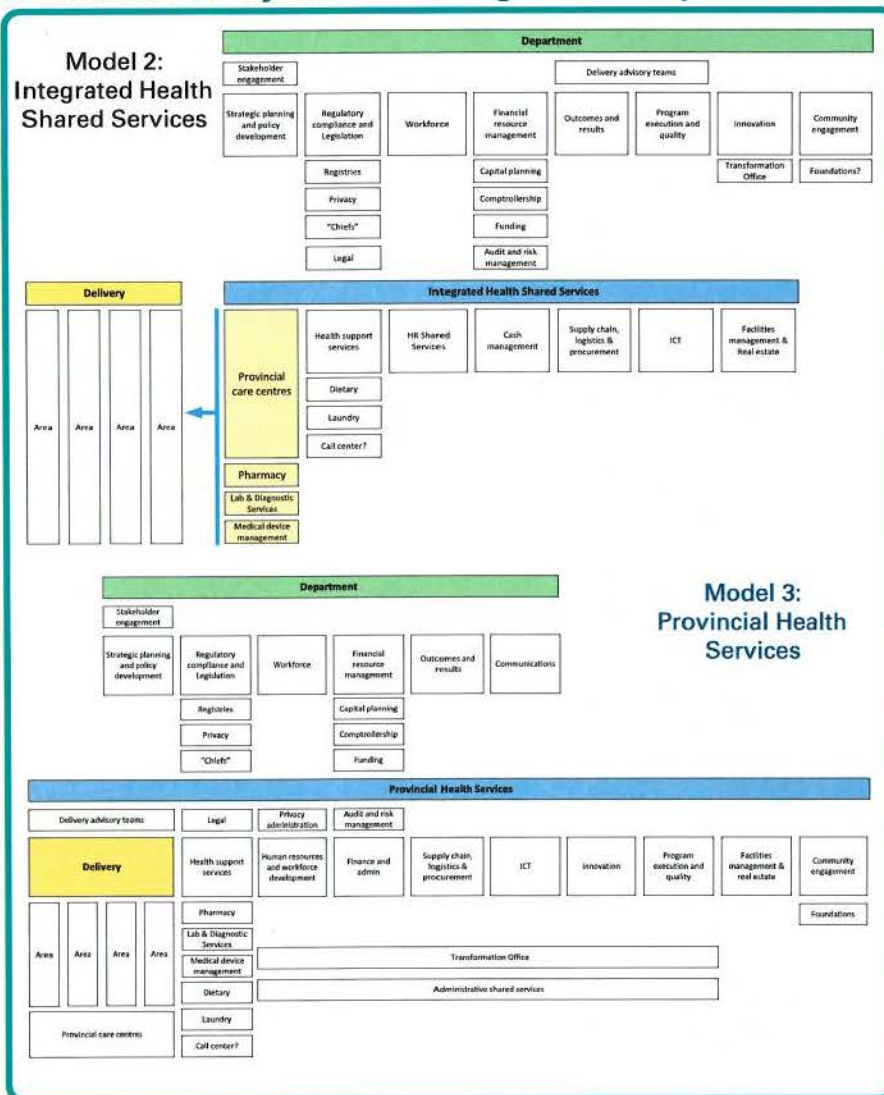 Model 2:
Integrated Health
Shared Services
Department
Stakeholder
engagement
Delivery advisory teams
Strategic planning
and policy
development
Regulatory
compliance and
Legislation
Workforce
Financial
resource
management
Outcomes and
results
Program
execution and
quality
Innovation
Community
engagement
Registries
Privacy
"Chiefs"
Legal
Capital planning
Comptrollership
Funding
Audit and risk
management
Transformation
Office
Foundations?
Delivery
Area
Area
Area
Area
Integrated Health Shared Services
Provincial
care centres
Health support
services
HR Shared
Services
Cash
management
Supply chain,
logistics &
procurement
ICT
Facilities
management &
Real estate
Dietary
Laundry
Call center?
Pharmacy
Lab & Diagnostic
Services
Medical device
management
Model 3:
Provincial Health
Services
Department
Stakeholder
engagement
Strategic planning
and policy
development
Regulatory
compliance and
Legislation
Workforce
Financial
resource
management
Outcomes and
results
Communications
Registries
Privacy
"Chiefs"
Capital planning
Comptrollership
Funding
Provincial Health Services
Delivery advisory teams
Legal
Privacy
administration
Audit and risk
management
Delivery
Health support
services
Human resources
and workforce
development
Finance and
admin
Supply chain,
logistics &
procurement
ICT
Innovation
Program
execution and
quality
Facilities
management &
real estate
Community
engagement
Area
Area
Area
Area
Provincial care centres
Pharmacy
Lab & Diagnostic
Services
Medical device
management
Dietary
Laundry
Call center?
Transformation Office
Administrative shared services
Foundations